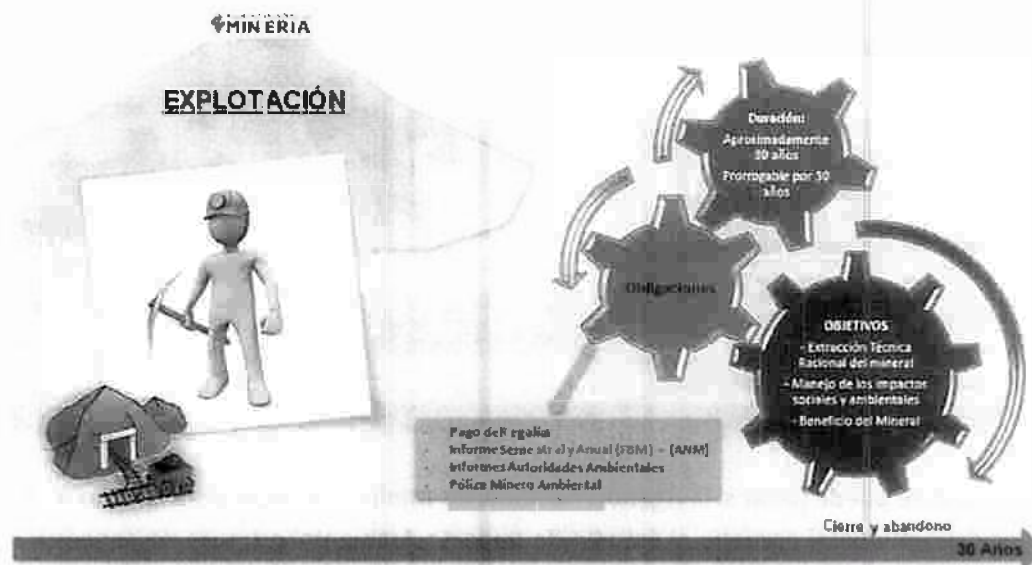 MINERIA
EXPLOTACIÓN
Duración:
Aproximadamente
30 años
Prorrogable por 30
años
Obligaciones
OBJETIVOS
- Extracción Técnica
Racional del mineral
- Manejo de los impactos
sociales y ambientales
- Beneficio del Mineral
Pago de Regalías
Informe Semestral y Anual (FBM) - (ANM)
Informes Autoridades Ambientales
Póliza Minero Ambiental
Cierre y abandono
30 Años